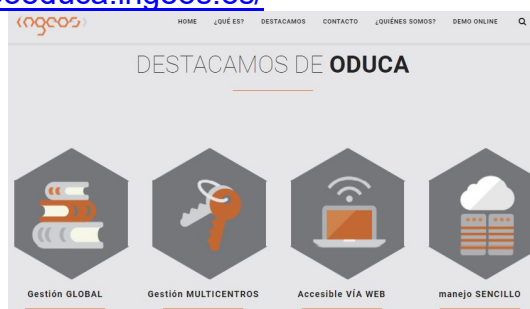 ooeduca.ingeos.es/
ingeos
HOME ¿QUÉ ES? DESTACAMOS CONTACTO ¿QUIÉNES SOMOS? DEMO ONLINE
DESTACAMOS DE ODUCA
Gestión GLOBAL Gestión MULTICENTROS Accesible VÍA WEB manejo SENCILLO